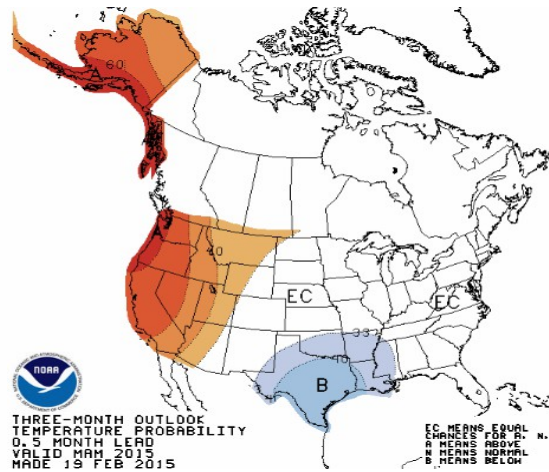 60
A
A
40
EC
EC
33
B
NOAA
THREE-MONTH OUTLOOK
TEMPERATURE PROBABILITY
0.5 MONTH LEAD
VALID MAM 2015
MADE 19 FEB 2015
EC MEANS EQUAL
CHANCES FOR A, N,
A MEANS ABOVE
N MEANS NORMAL
B MEANS BELOW